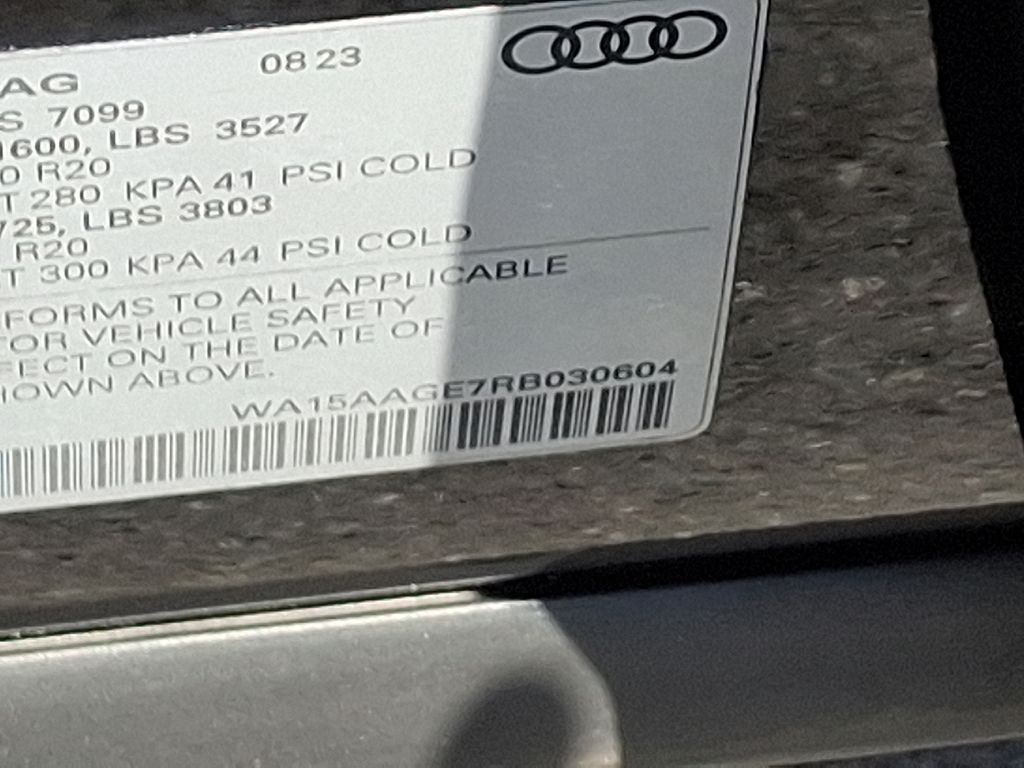 AG 08 23
S 7099
1600, LBS 3527
0 R20
T 280 KPA 41 PSI COLD
725, LBS 3803
R20
T 300 KPA 44 PSI COLD
FORMS TO ALL APPLICABLE
FOR VEHICLE SAFETY
FECT ON THE DATE OF
HOWN ABOVE.
WA15AAGE7RB030604